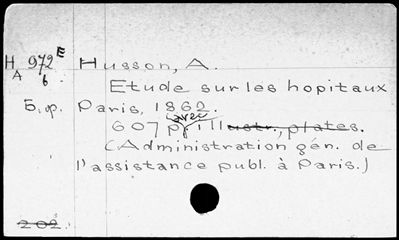 H 972 E Husson, A.
A 6.
Etude sur les hopitaux
б. ф. Paris, 1862.
avec
607 p., illustr., plates.
(Administration gén. de
l'assistance publ. à Paris.)
202